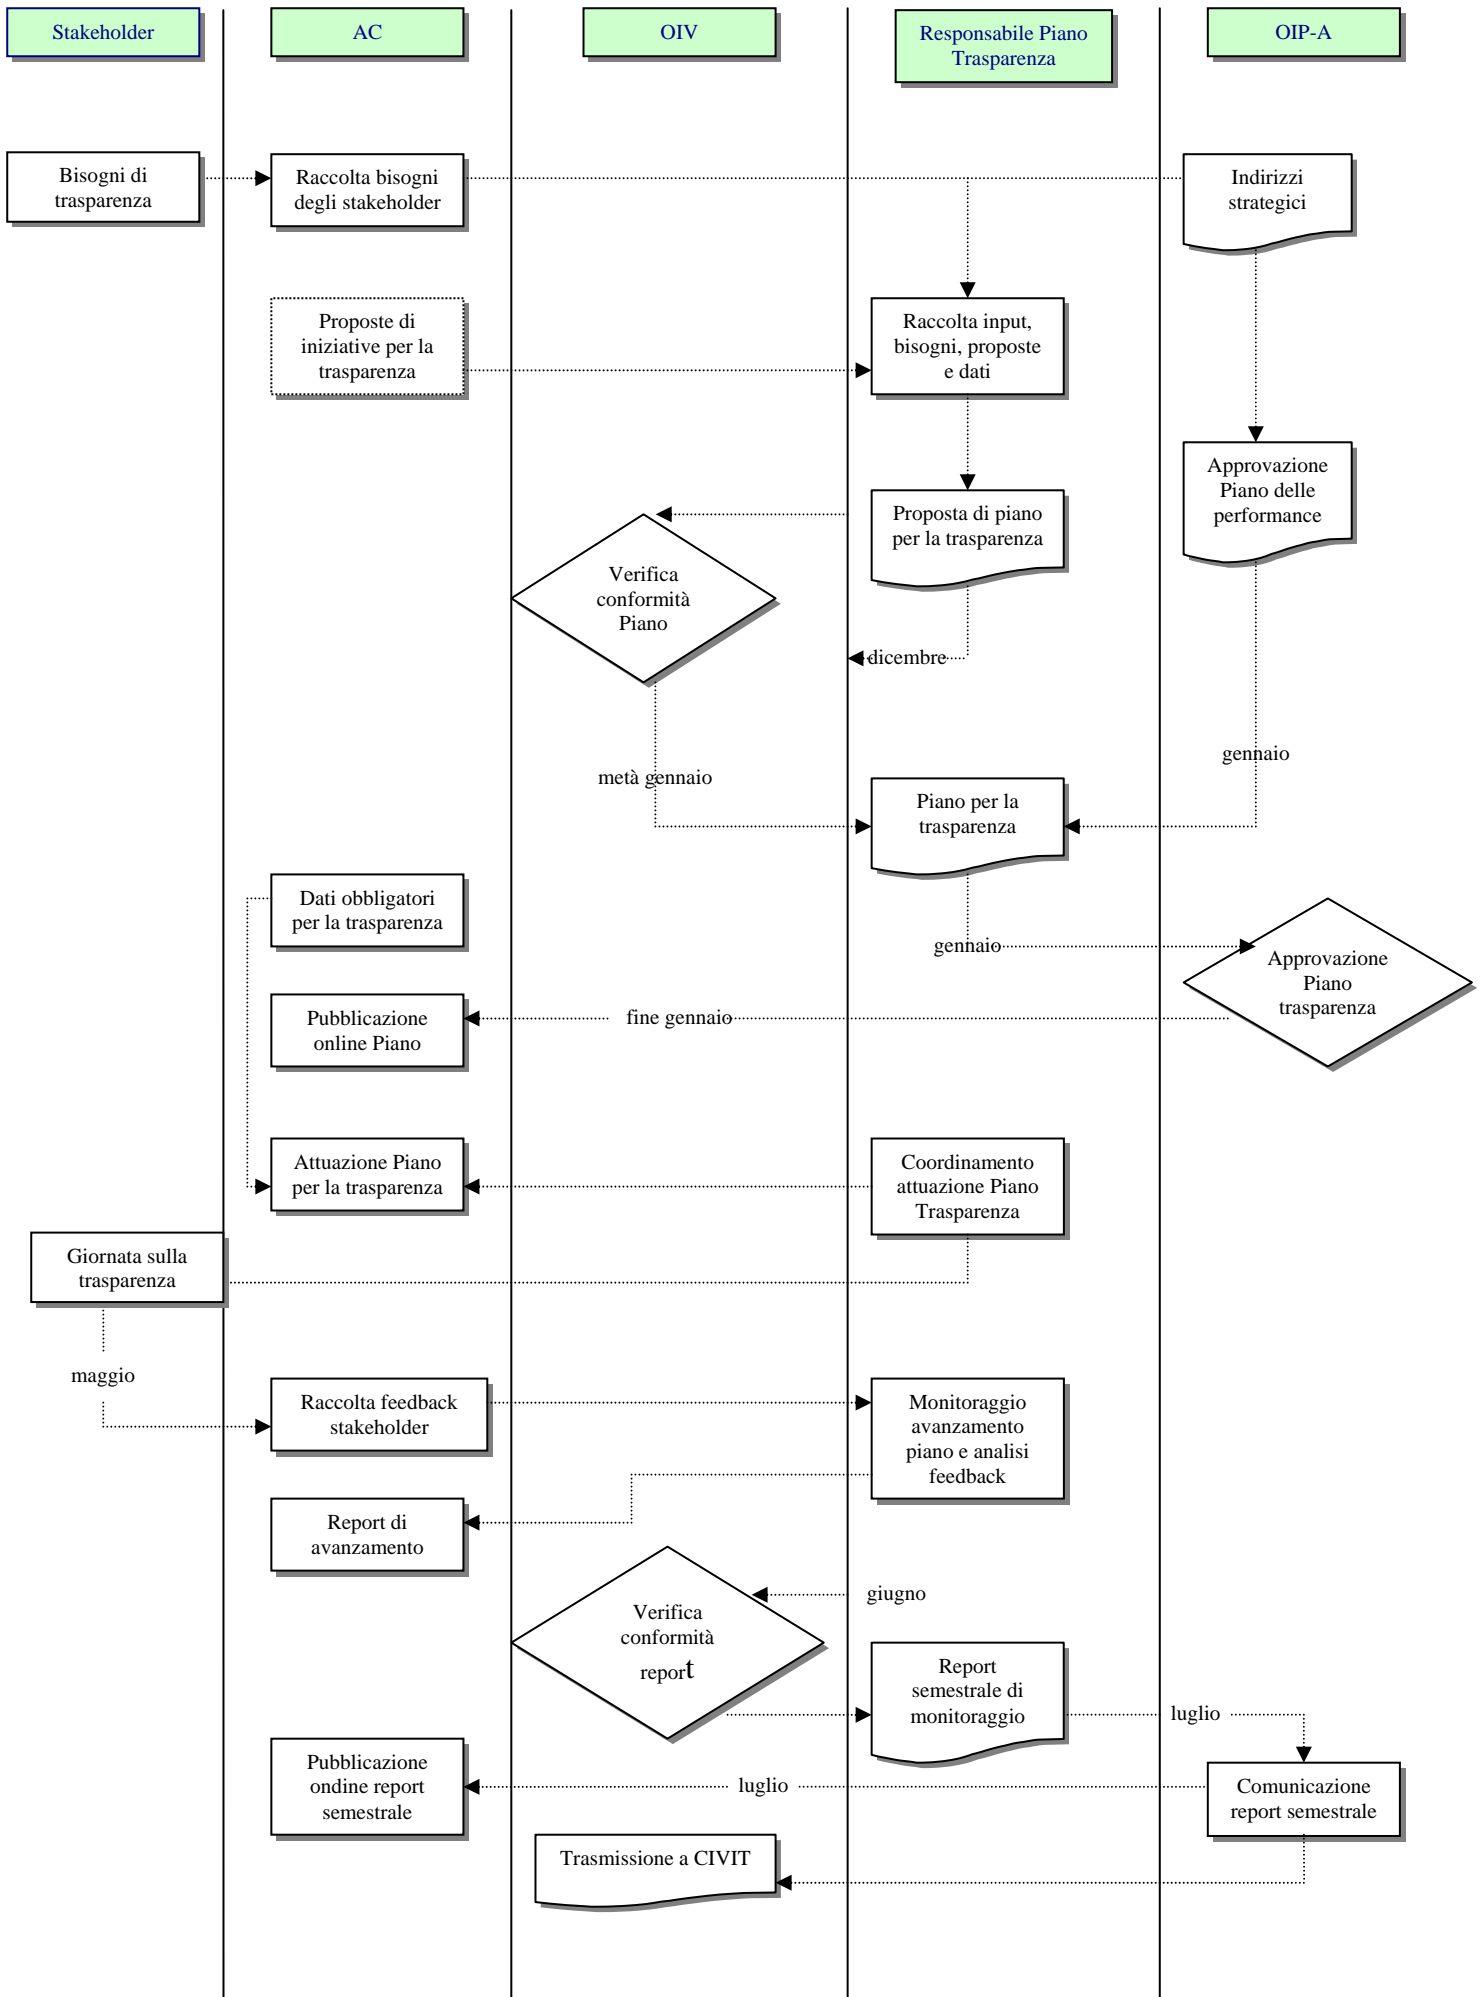 Stakeholder
AC
OIV
Responsabile Piano
Trasparenza
OIP-A
Bisogni di
trasparenza
Raccolta bisogni
degli stakeholder
Indirizzi
strategici
Proposte di
iniziative per la
trasparenza
Raccolta input,
bisogni, proposte
e dati
Approvazione
Piano delle
performance
Proposta di piano
per la trasparenza
Verifica
conformità
Piano
dicembre
gennaio
metà gennaio
Piano per la
trasparenza
Dati obbligatori
per la trasparenza
gennaio
Approvazione
Piano
trasparenza
Pubblicazione
online Piano
fine gennaio
Attuazione Piano
per la trasparenza
Coordinamento
attuazione Piano
Trasparenza
Giornata sulla
trasparenza
maggio
Raccolta feedback
stakeholder
Monitoraggio
avanzamento
piano e analisi
feedback
Report di
avanzamento
giugno
Verifica
conformità
report
Report
semestrale di
monitoraggio
luglio
Pubblicazione
ondine report
semestrale
luglio
Comunicazione
report semestrale
Trasmissione a CIVIT